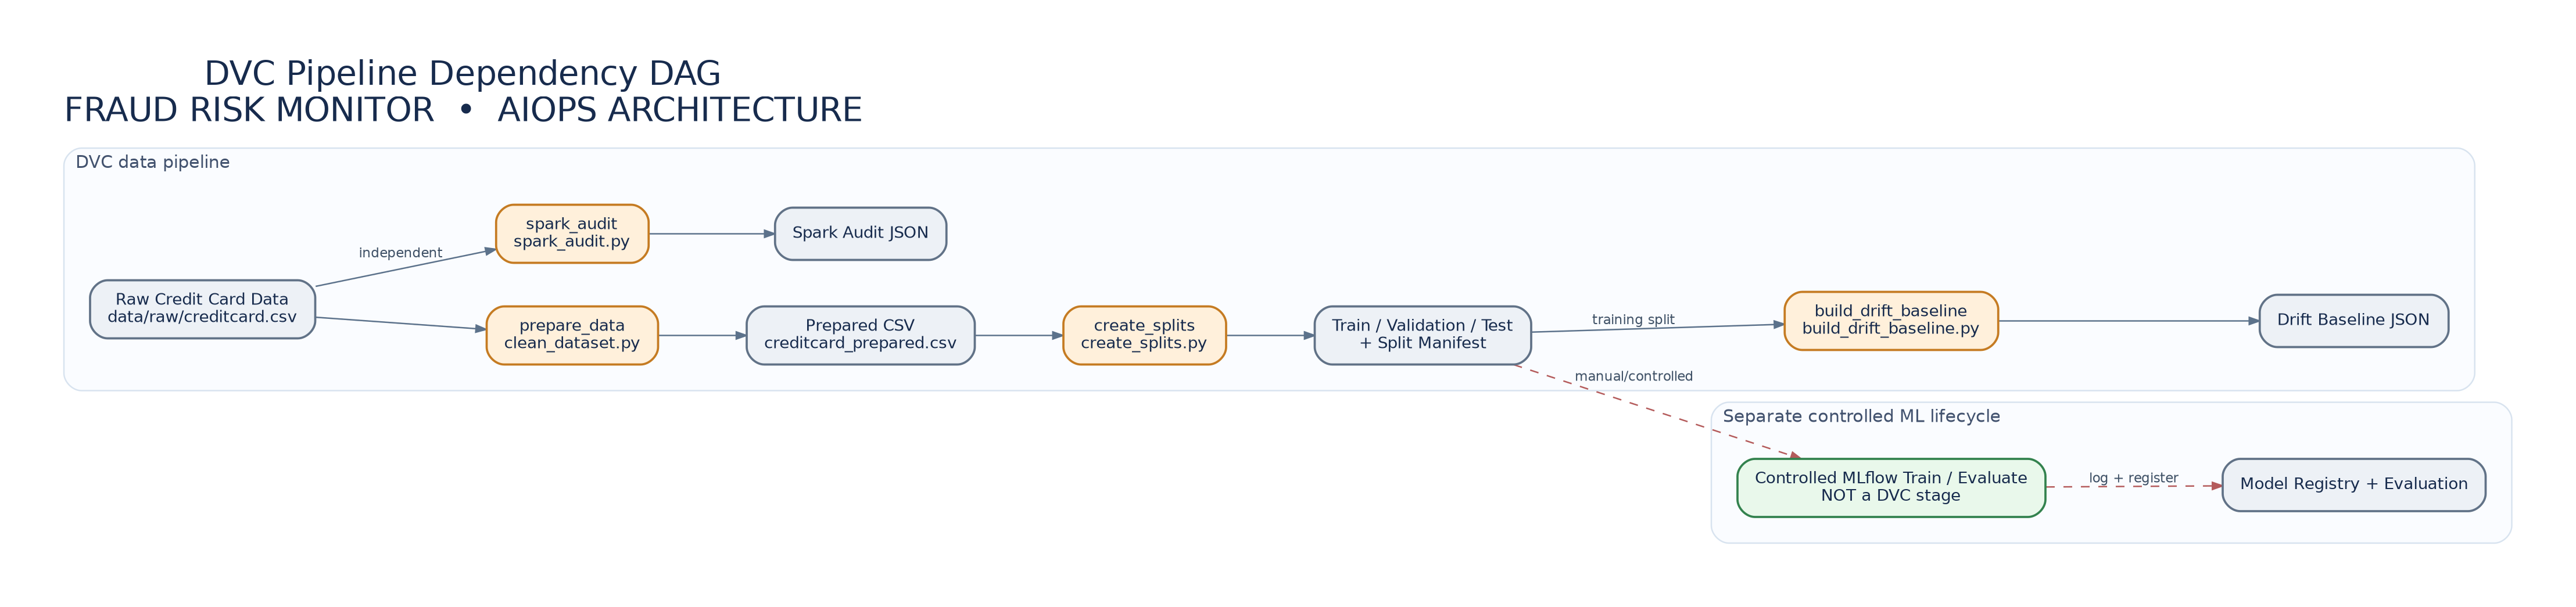 DVC Pipeline Dependency DAG
FRAUD RISK MONITOR • AIOPS ARCHITECTURE
DVC data pipeline
Raw Credit Card Data
data/raw/creditcard.csv
independent
spark_audit
spark_audit.py
Spark Audit JSON
prepare_data
clean_dataset.py
Prepared CSV
creditcard_prepared.csv
create_splits
create_splits.py
Train / Validation / Test
+ Split Manifest
training split
build_drift_baseline
build_drift_baseline.py
Drift Baseline JSON
manual/controlled
Separate controlled ML lifecycle
Controlled MLflow Train / Evaluate
NOT a DVC stage
log + register
Model Registry + Evaluation